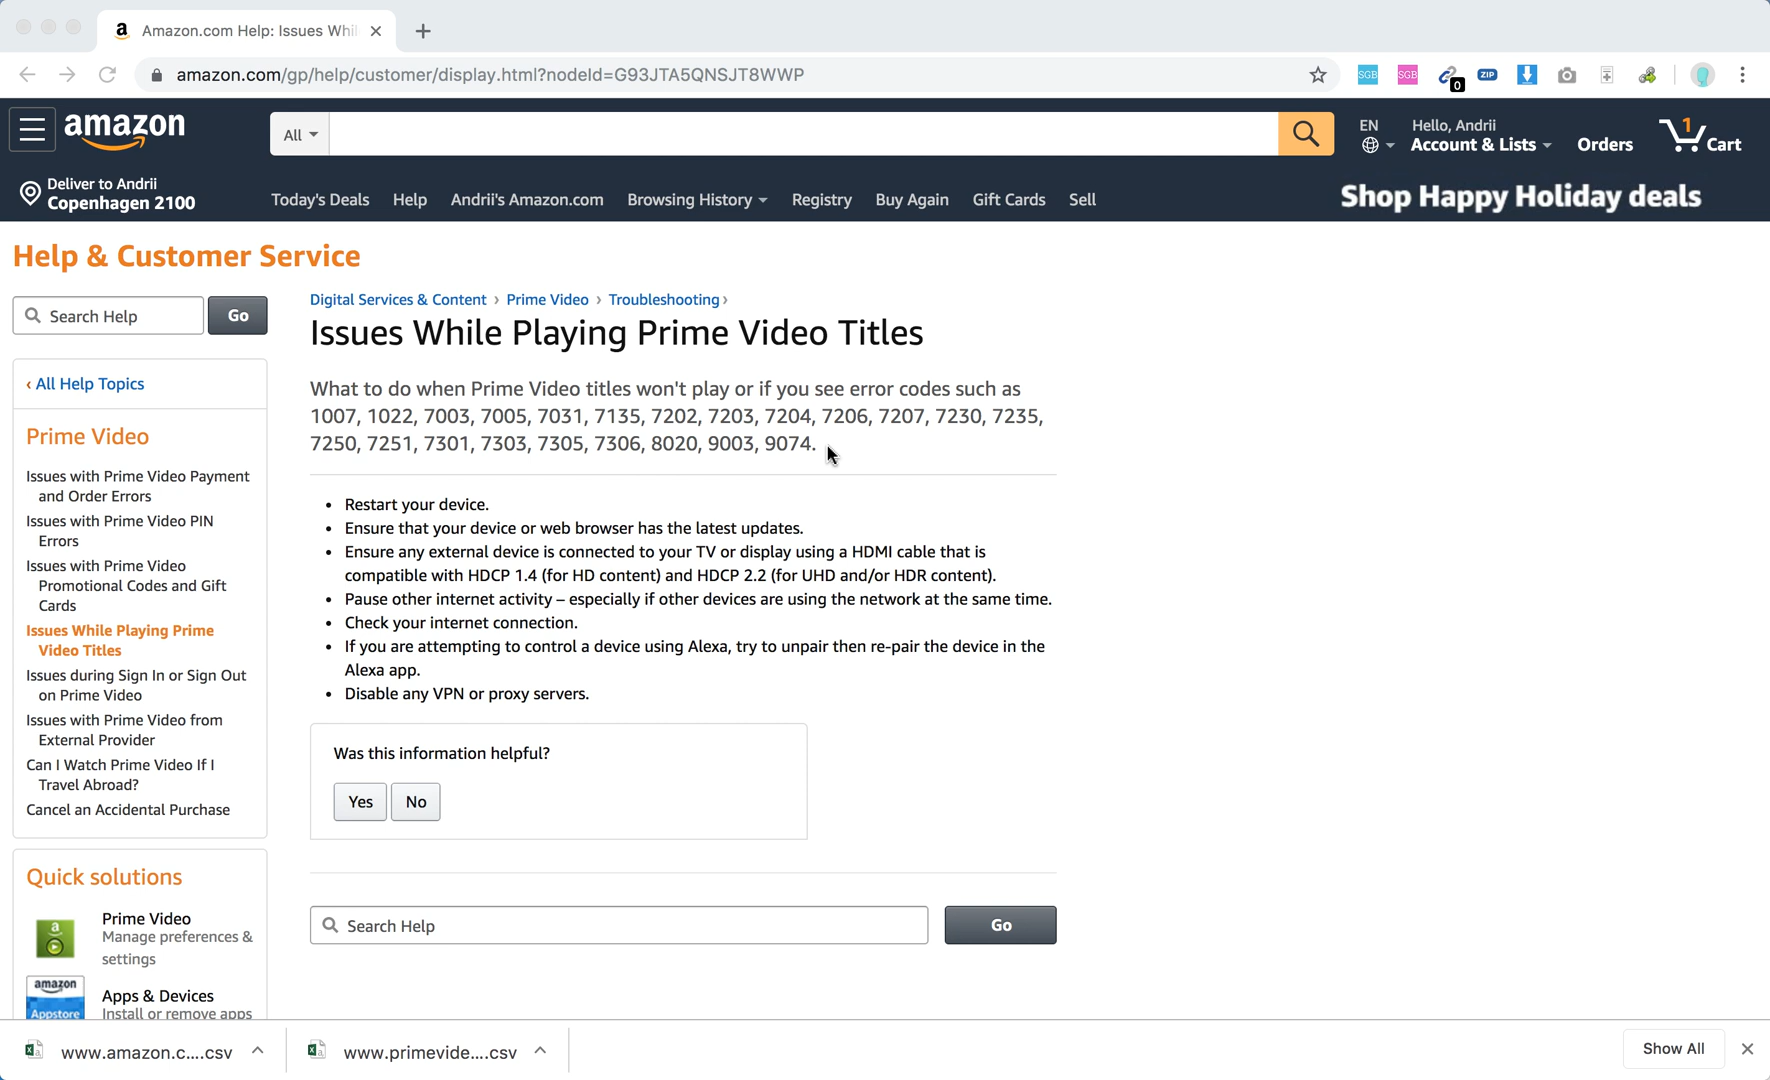 Amazon.com Help: Issues Whil
amazon.com/gp/help/customer/display.html?nodeId=G93JTA5QNSJT8WWP
SGB
SGB
0
ZIP
amazon
All
EN
Hello, Andrii
Account & Lists
Orders
1
Cart
Deliver to Andrii
Copenhagen 2100
Today's Deals
Help
Andrii's Amazon.com
Browsing History
Registry
Buy Again
Gift Cards
Sell
Shop Happy Holiday deals
Help & Customer Service
Search Help
Go
‹ All Help Topics
Prime Video
Issues with Prime Video Payment
and Order Errors
Issues with Prime Video PIN
Errors
Issues with Prime Video
Promotional Codes and Gift
Cards
Issues While Playing Prime
Video Titles
Issues during Sign In or Sign Out
on Prime Video
Issues with Prime Video from
External Provider
Can I Watch Prime Video If I
Travel Abroad?
Cancel an Accidental Purchase
Quick solutions
Prime Video
Manage preferences &
settings
amazon
Appstore
Apps & Devices
Install or remove apps
Digital Services & Content › Prime Video › Troubleshooting ›
Issues While Playing Prime Video Titles
What to do when Prime Video titles won't play or if you see error codes such as
1007, 1022, 7003, 7005, 7031, 7135, 7202, 7203, 7204, 7206, 7207, 7230, 7235,
7250, 7251, 7301, 7303, 7305, 7306, 8020, 9003, 9074.
• Restart your device.
• Ensure that your device or web browser has the latest updates.
• Ensure any external device is connected to your TV or display using a HDMI cable that is
compatible with HDCP 1.4 (for HD content) and HDCP 2.2 (for UHD and/or HDR content).
• Pause other internet activity – especially if other devices are using the network at the same time.
• Check your internet connection.
• If you are attempting to control a device using Alexa, try to unpair then re-pair the device in the
Alexa app.
• Disable any VPN or proxy servers.
Was this information helpful?
Yes
No
Search Help
Go
www.amazon.c....csv
www.primevide....csv
Show All